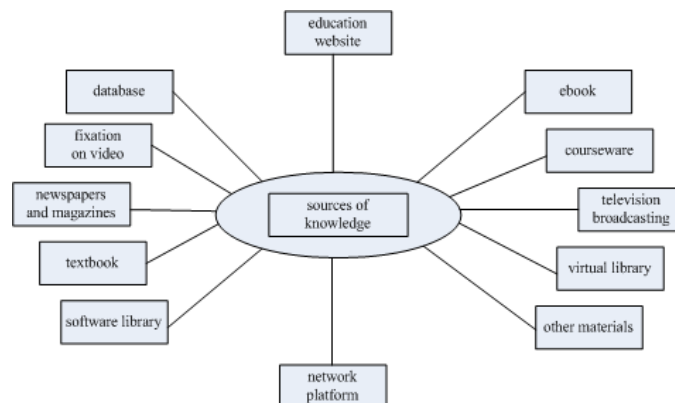 education
website
database
ebook
fixation
on video
courseware
newspapers
and magazines
sources of
knowledge
television
broadcasting
textbook
virtual library
software library
other materials
network
platform